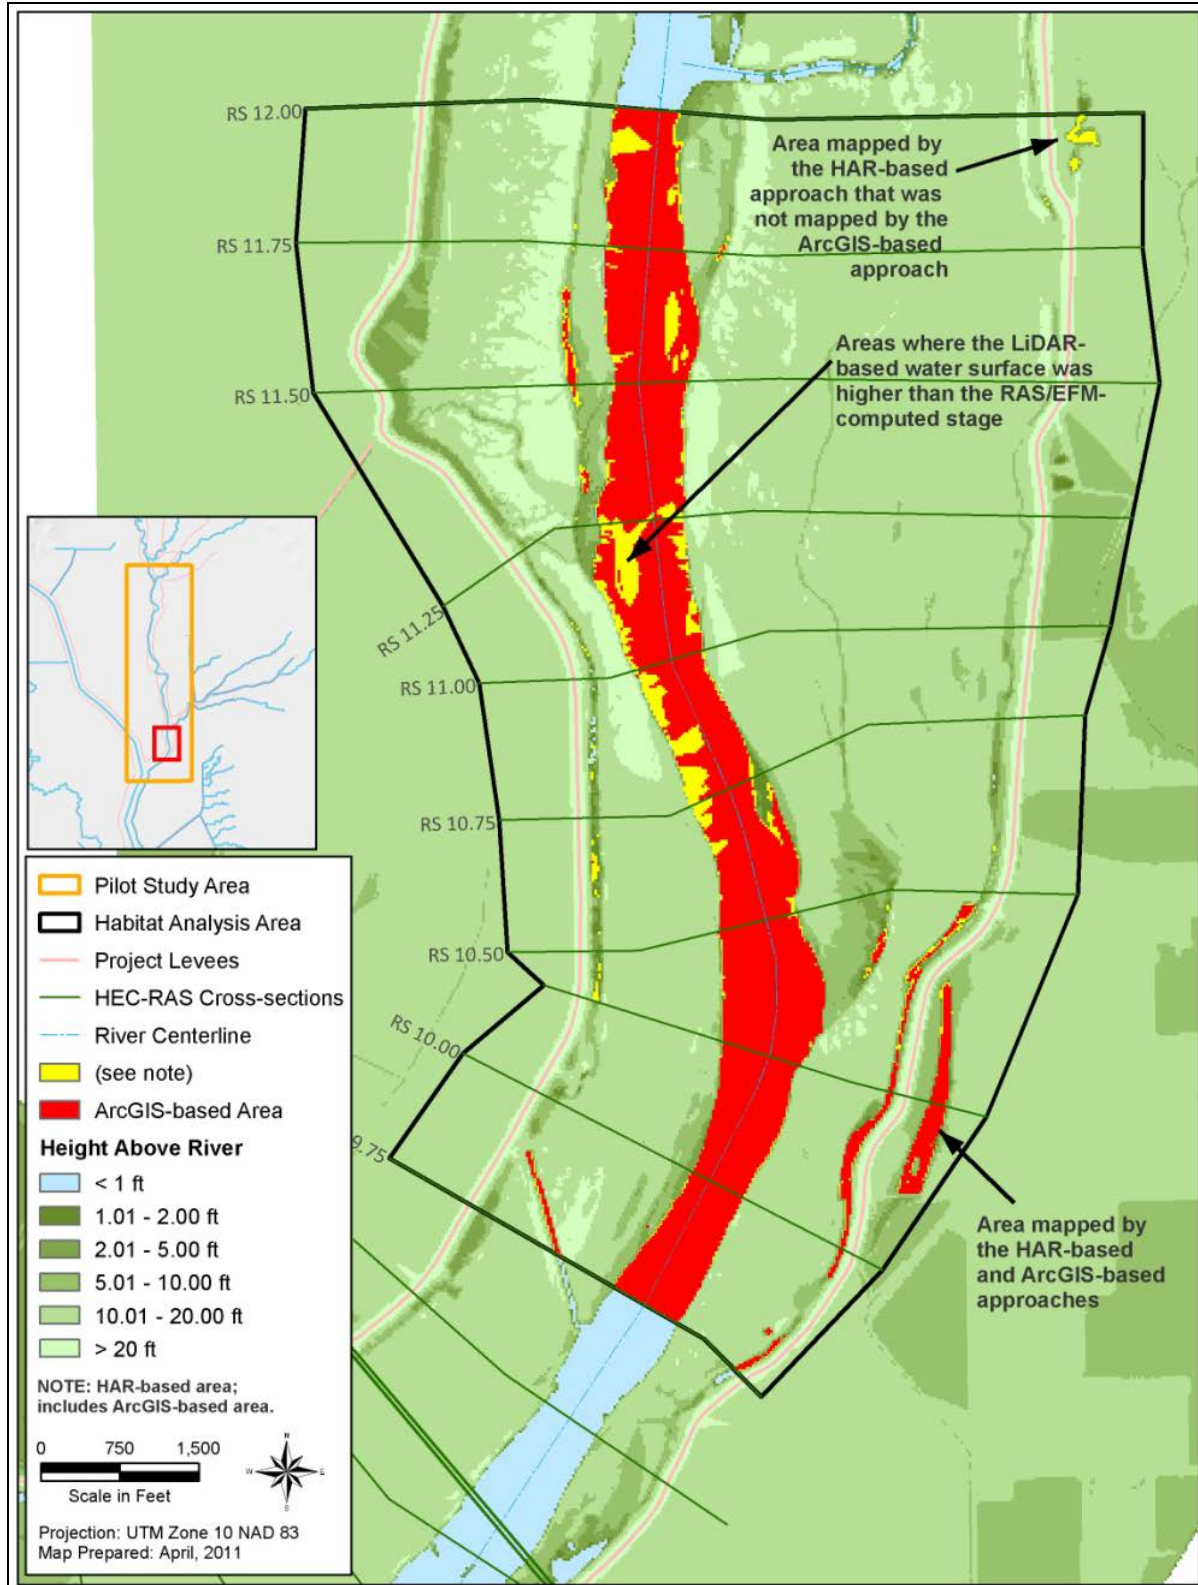 RS 12.00
Area mapped by
the HAR-based
approach that was
not mapped by the
ArcGIS-based
approach
RS 11.75
Areas where the LiDAR-
based water surface was
higher than the RAS/EFM-
computed stage
RS 11.50
RS 11.25
RS 11.00
RS 10.75
RS 10.50
RS 10.00
9.75
Area mapped by
the HAR-based
and ArcGIS-based
approaches
Pilot Study Area
Habitat Analysis Area
Project Levees
HEC-RAS Cross-sections
River Centerline
(see note)
ArcGIS-based Area
Height Above River
< 1 ft
1.01 - 2.00 ft
2.01 - 5.00 ft
5.01 - 10.00 ft
10.01 - 20.00 ft
> 20 ft
NOTE: HAR-based area;
includes ArcGIS-based area.
0 750 1,500
Scale in Feet
N
W E
S
Projection: UTM Zone 10 NAD 83
Map Prepared: April, 2011